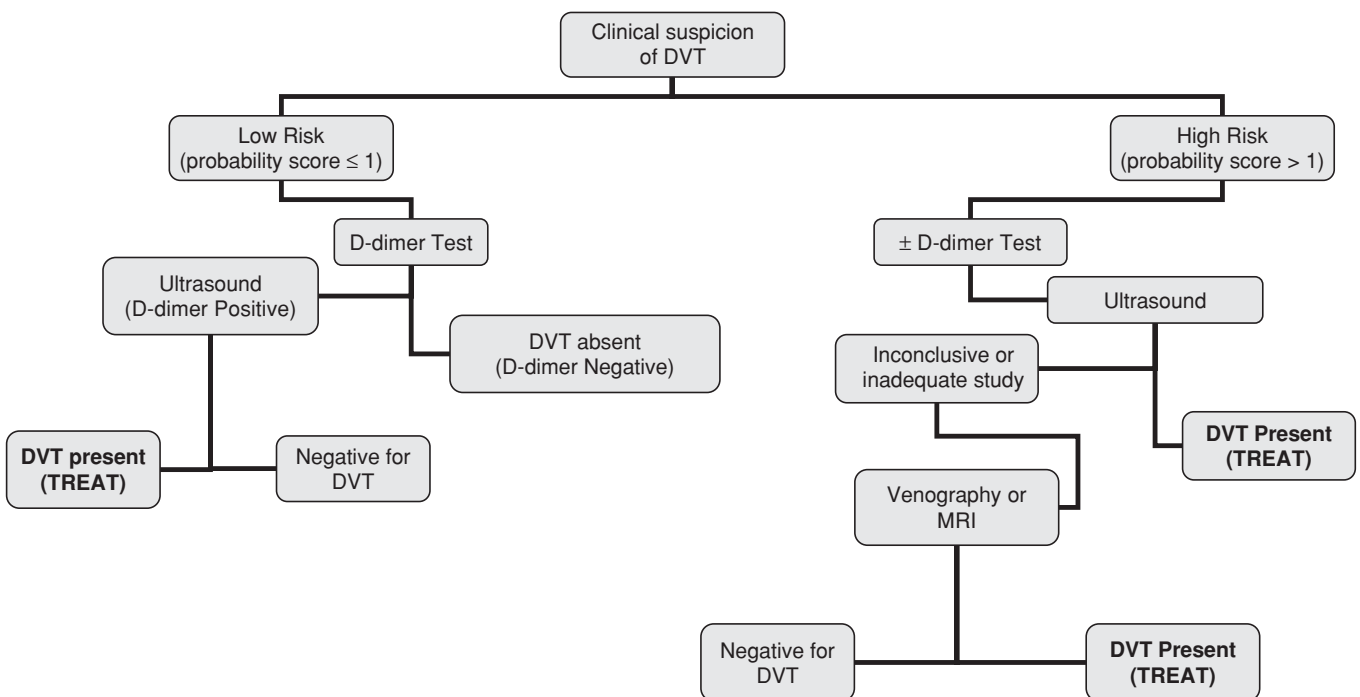 Clinical suspicion
of DVT
Low Risk
(probability score ≤ 1)
High Risk
(probability score > 1)
D-dimer Test
± D-dimer Test
Ultrasound
(D-dimer Positive)
Ultrasound
DVT absent
(D-dimer Negative)
Inconclusive or
inadequate study
DVT present
(TREAT)
Negative for
DVT
DVT Present
(TREAT)
Venography or
MRI
Negative for
DVT
DVT Present
(TREAT)